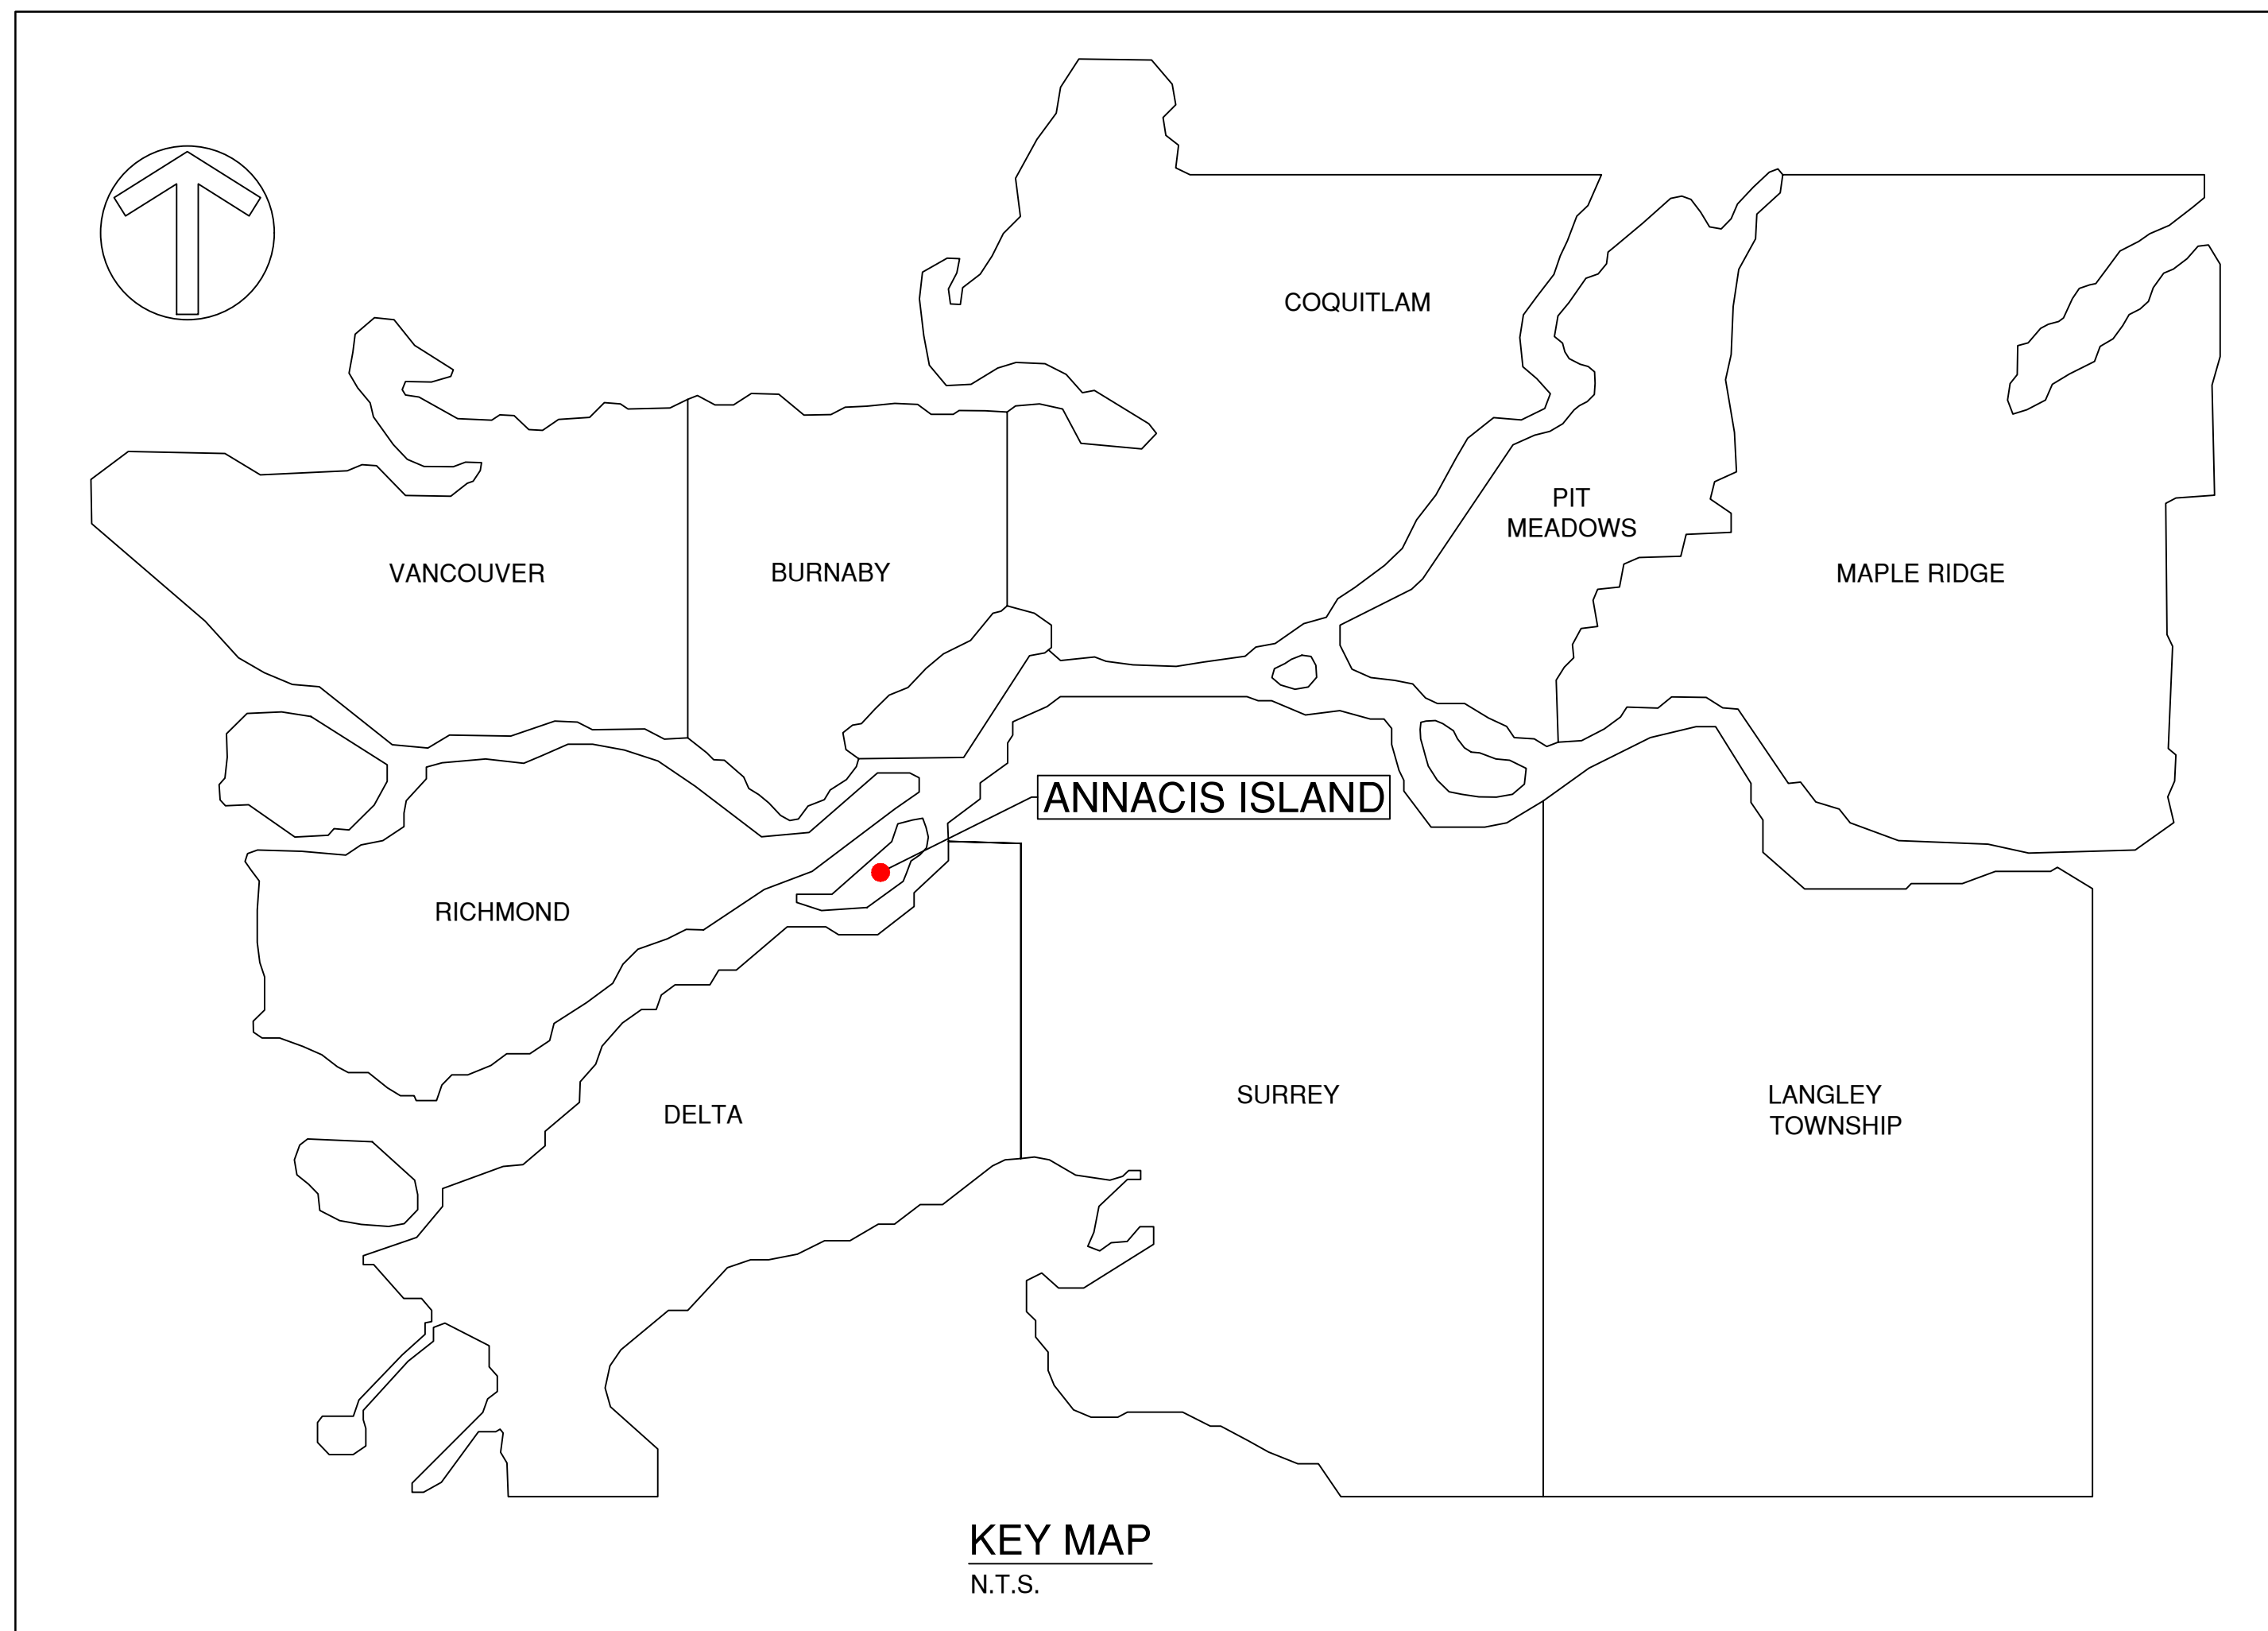 COQUITLAM
PIT
MEADOWS
VANCOUVER
BURNABY
MAPLE RIDGE
ANNACIS ISLAND
RICHMOND
DELTA
SURREY
LANGLEY
TOWNSHIP
KEY MAP
N.T.S.